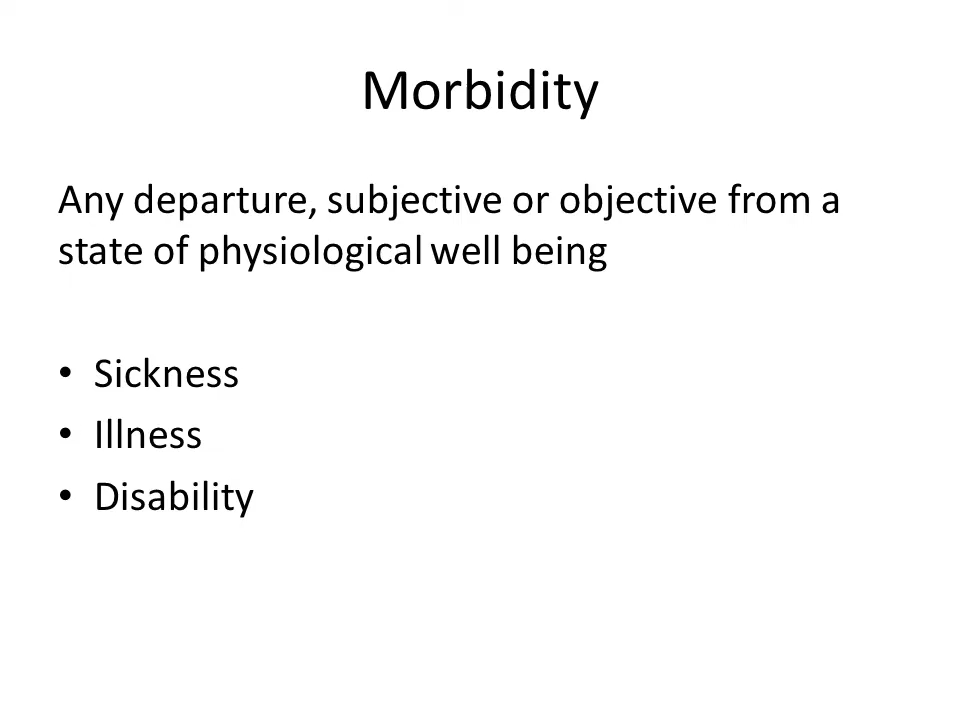 Morbidity
Any departure, subjective or objective from a
state of physiological well being
• Sickness
• Illness
• Disability